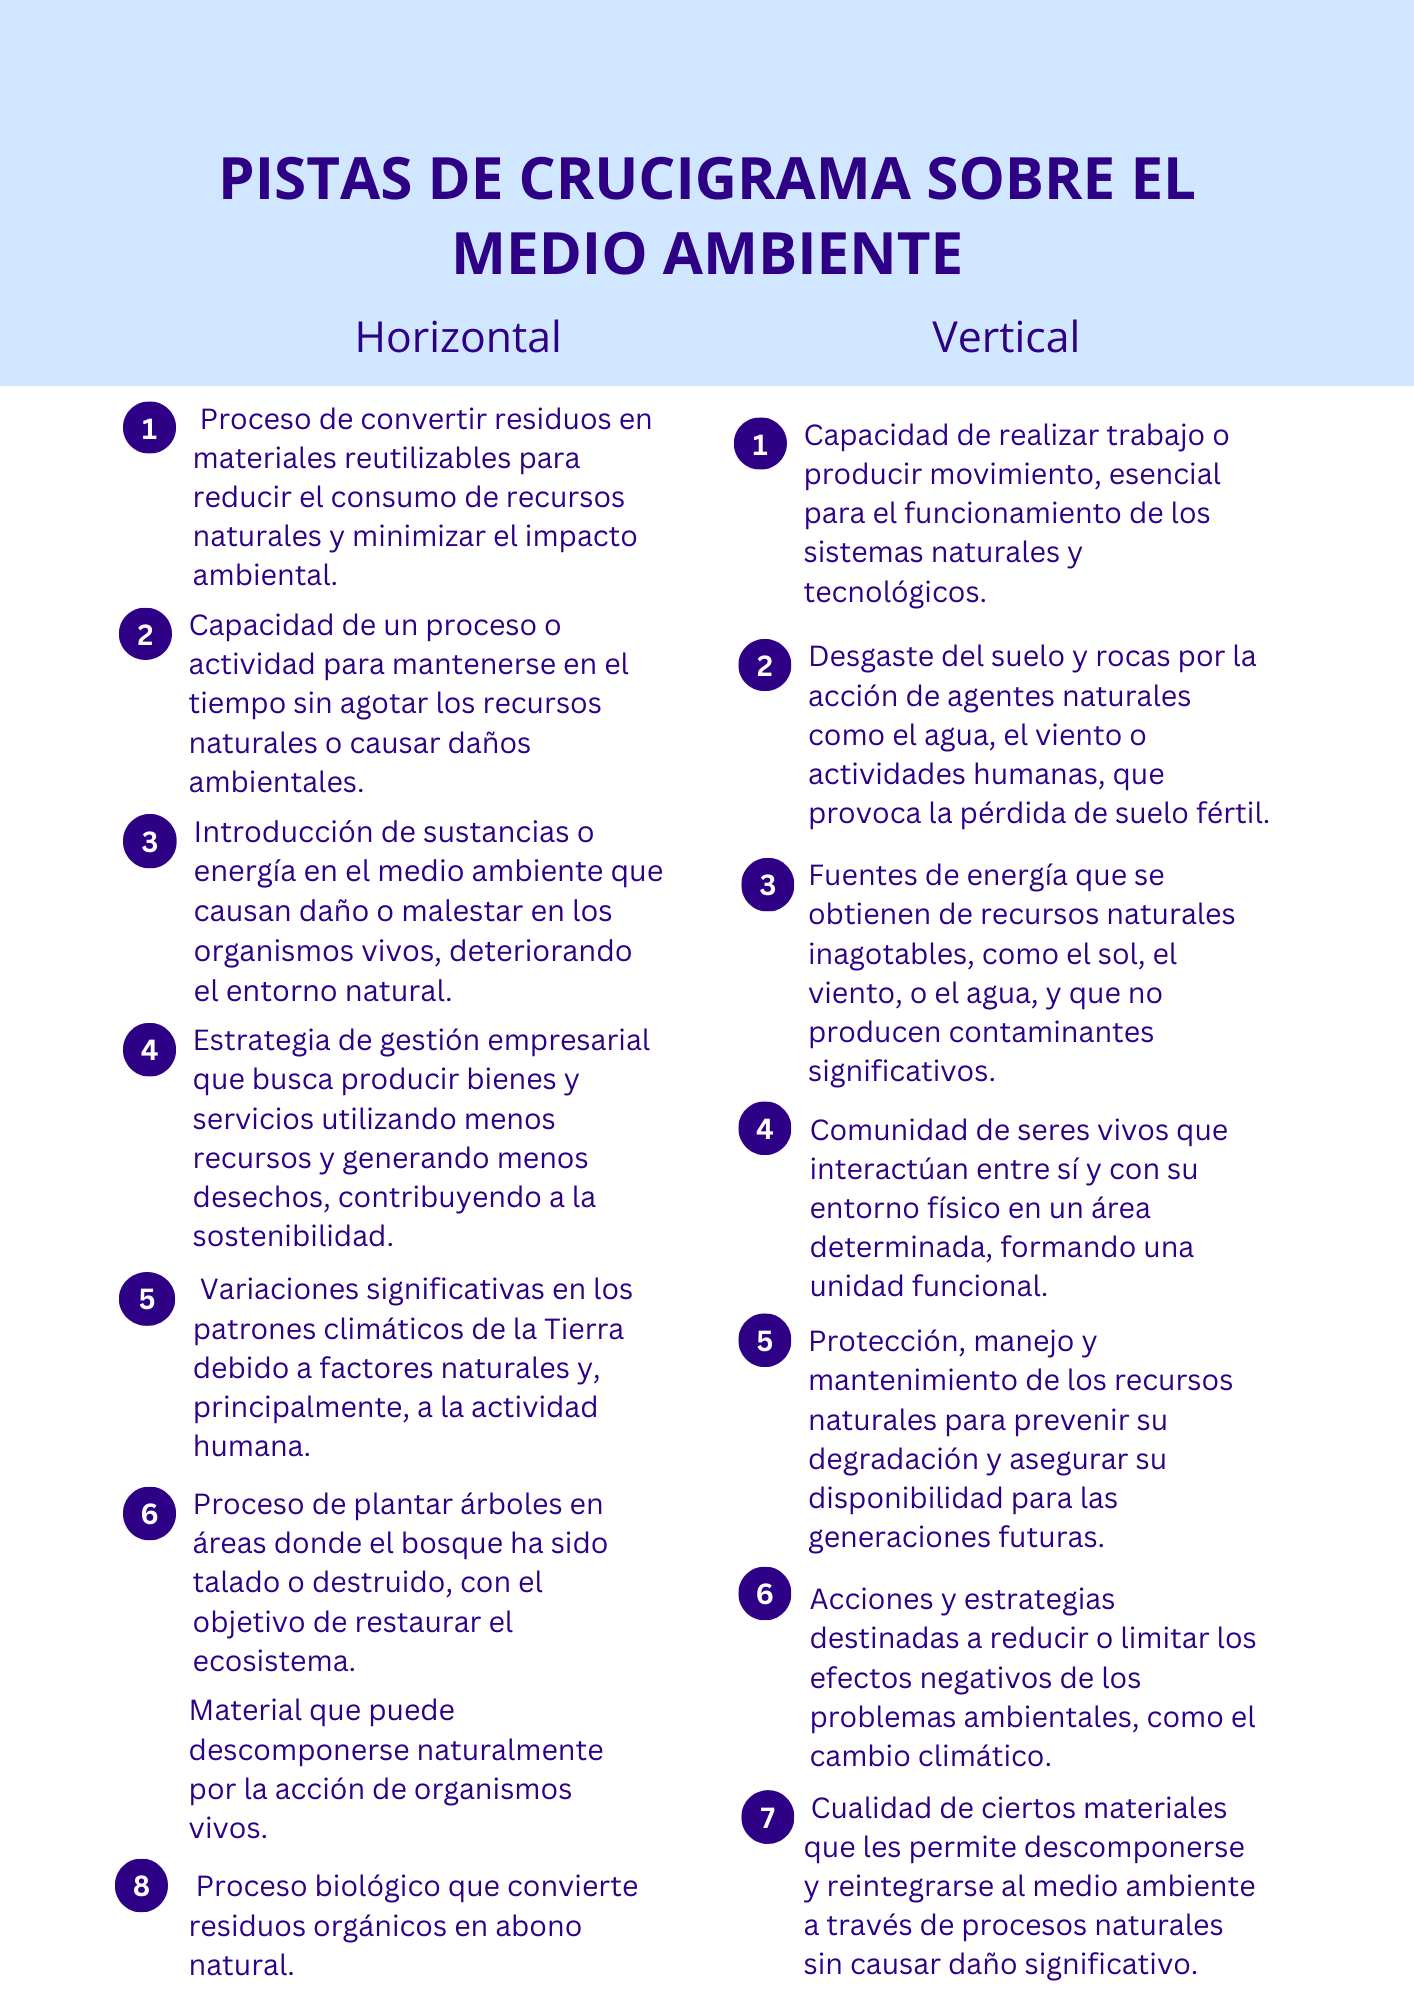 PISTAS DE CRUCIGRAMA SOBRE EL
MEDIO AMBIENTE
Horizontal
1
Proceso de convertir residuos en
materiales reutilizables para
reducir el consumo de recursos
naturales y minimizar el impacto
ambiental.
2
Capacidad de un proceso o
actividad para mantenerse en el
tiempo sin agotar los recursos
naturales o causar daños
ambientales.
3
Introducción de sustancias o
energía en el medio ambiente que
causan daño o malestar en los
organismos vivos, deteriorando
el entorno natural.
4
Estrategia de gestión empresarial
que busca producir bienes y
servicios utilizando menos
recursos y generando menos
desechos, contribuyendo a la
sostenibilidad.
5
Variaciones significativas en los
patrones climáticos de la Tierra
debido a factores naturales y,
principalmente, a la actividad
humana.
6
Proceso de plantar árboles en
áreas donde el bosque ha sido
talado o destruido, con el
objetivo de restaurar el
ecosistema.
Material que puede
descomponerse naturalmente
por la acción de organismos
vivos.
8
Proceso biológico que convierte
residuos orgánicos en abono
natural.
Vertical
1
Capacidad de realizar trabajo o
producir movimiento, esencial
para el funcionamiento de los
sistemas naturales y
tecnológicos.
2
Desgaste del suelo y rocas por la
acción de agentes naturales
como el agua, el viento o
actividades humanas, que
provoca la pérdida de suelo fértil.
3
Fuentes de energía que se
obtienen de recursos naturales
inagotables, como el sol, el
viento, o el agua, y que no
producen contaminantes
significativos.
4
Comunidad de seres vivos que
interactúan entre sí y con su
entorno físico en un área
determinada, formando una
unidad funcional.
5
Protección, manejo y
mantenimiento de los recursos
naturales para prevenir su
degradación y asegurar su
disponibilidad para las
generaciones futuras.
6
Acciones y estrategias
destinadas a reducir o limitar los
efectos negativos de los
problemas ambientales, como el
cambio climático.
7
Cualidad de ciertos materiales
que les permite descomponerse
y reintegrarse al medio ambiente
a través de procesos naturales
sin causar daño significativo.